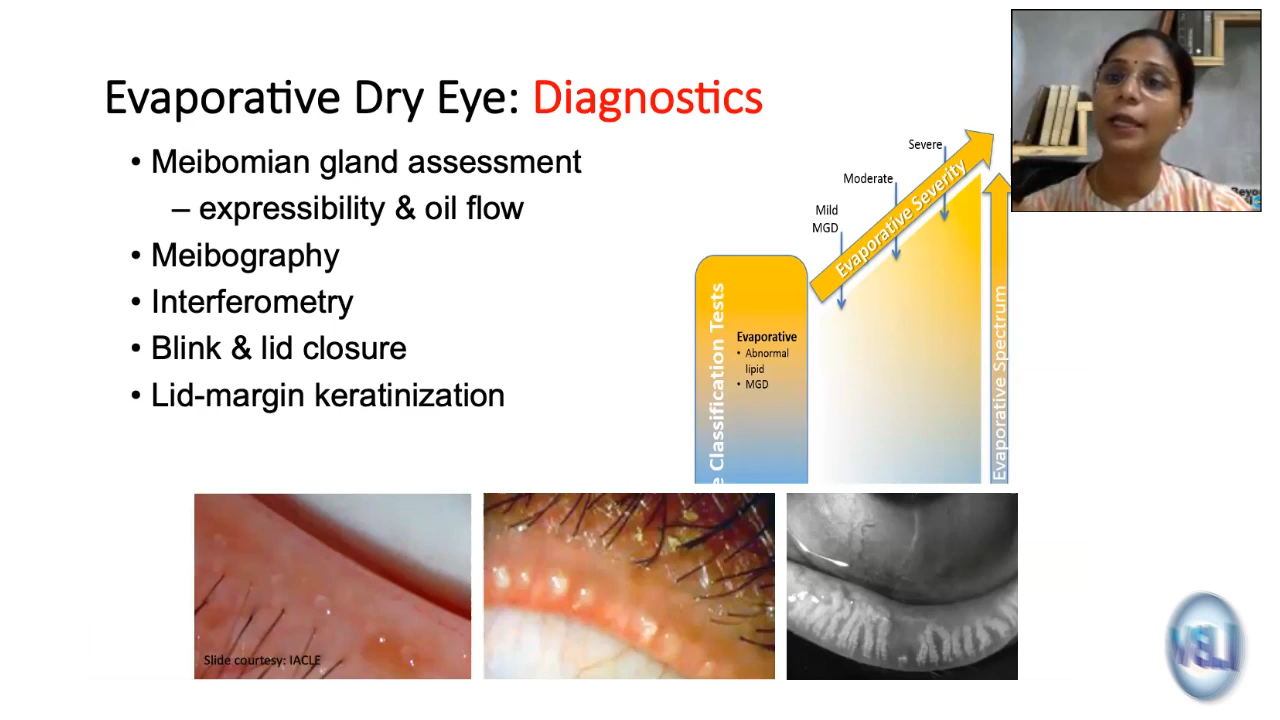 Evaporative Dry Eye: Diagnostics
• Meibomian gland assessment
– expressibility & oil flow
• Meibography
• Interferometry
• Blink & lid closure
• Lid-margin keratinization
Severe
Moderate
Mild
MGD
Evaporative Severity
e Classification Tests
Evaporative
• Abnormal
lipid
• MGD
Evaporative Spectrum
Slide courtesy: IACLE